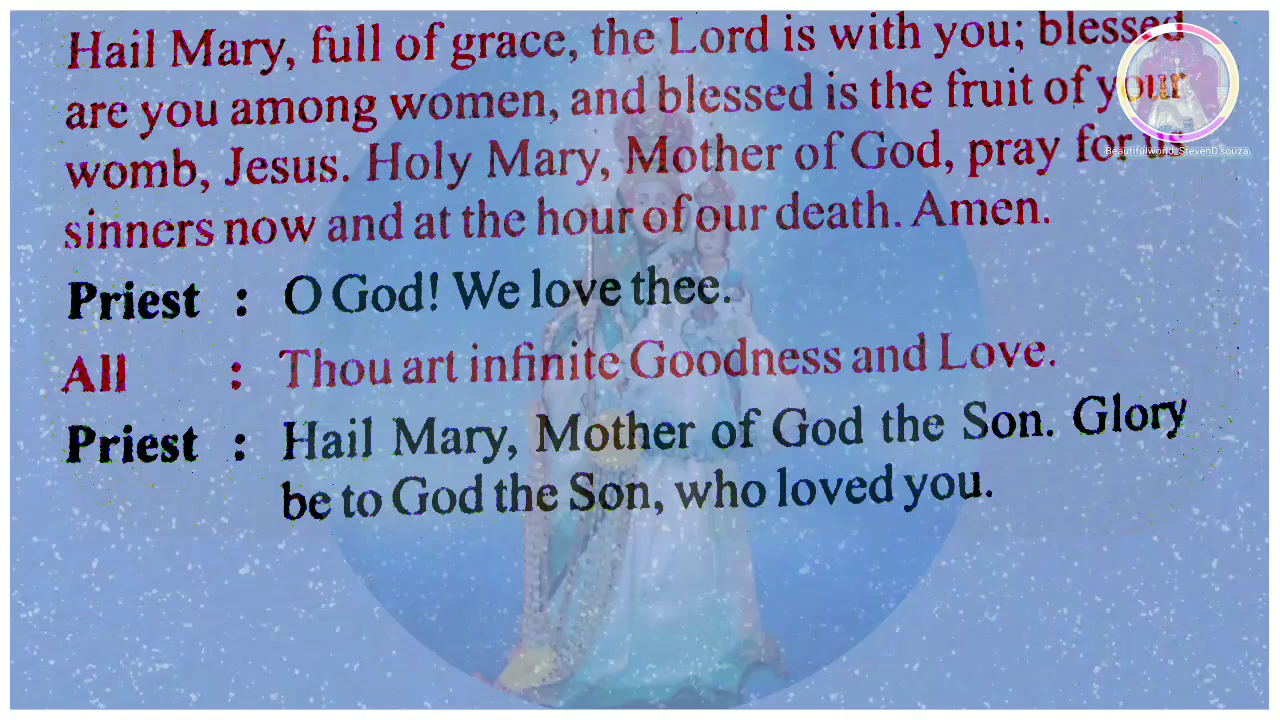 Hail Mary, full of grace, the Lord is with you; blessed
are you among women, and blessed is the fruit of your
womb, Jesus. Holy Mary, Mother of God, pray for us
sinners now and at the hour of our death. Amen.
Priest : O God! We love thee.
All : Thou art infinite Goodness and Love.
Priest : Hail Mary, Mother of God the Son. Glory
be to God the Son, who loved you.
Beautifulworld_StevenD'souza